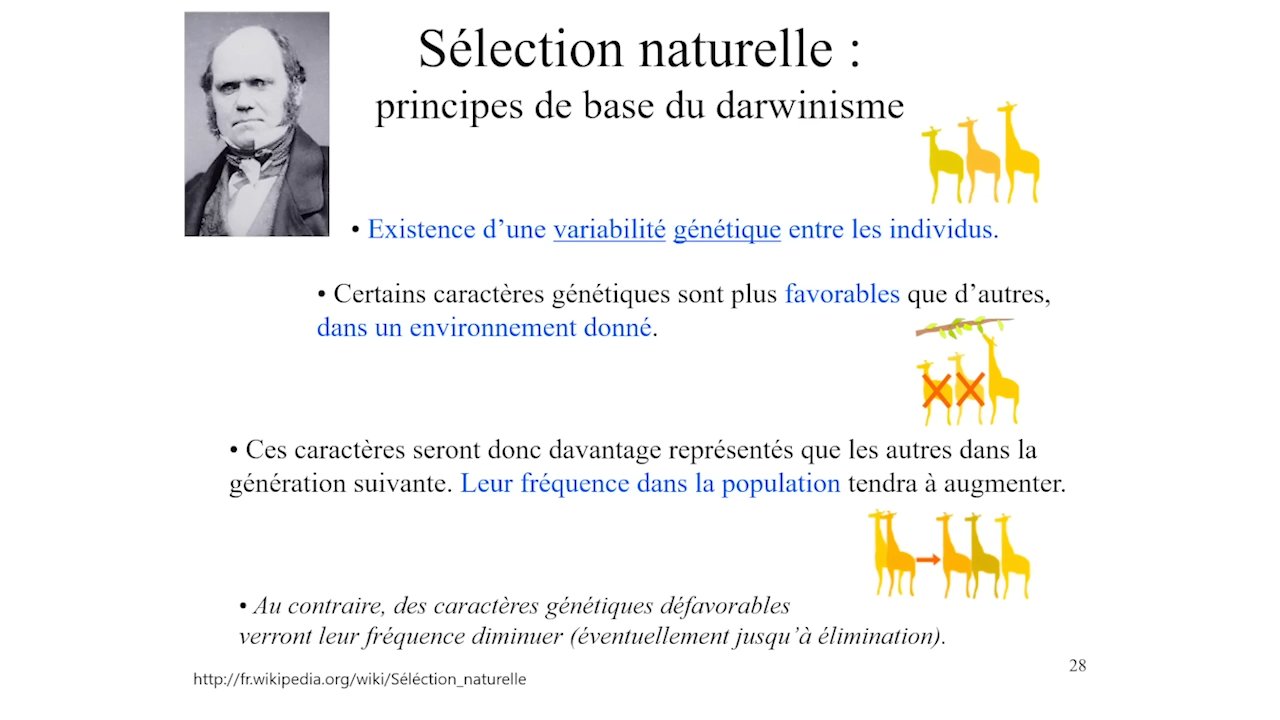 Sélection naturelle :
principes de base du darwinisme
• Existence d’une variabilité génétique entre les individus.
• Certains caractères génétiques sont plus favorables que d’autres,
dans un environnement donné.
• Ces caractères seront donc davantage représentés que les autres dans la
génération suivante. Leur fréquence dans la population tendra à augmenter.
• Au contraire, des caractères génétiques défavorables
verront leur fréquence diminuer (éventuellement jusqu’à élimination).
28
http://fr.wikipedia.org/wiki/Séléction_naturelle